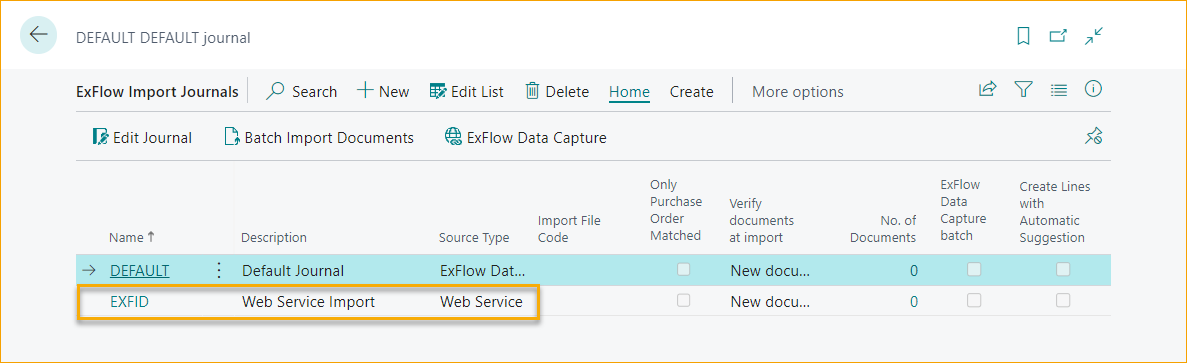 DEFAULT DEFAULT journal
ExFlow Import Journals Search New Edit List Delete Home Create More options
Edit Journal Batch Import Documents ExFlow Data Capture
Name ↑ Description Source Type Import File Code Only Purchase Order Matched Verify documents at import No. of Documents ExFlow Data Capture batch Create Lines with Automatic Suggestion
DEFAULT Default Journal ExFlow Dat... New docu... 0
EXFID Web Service Import Web Service New docu... 0